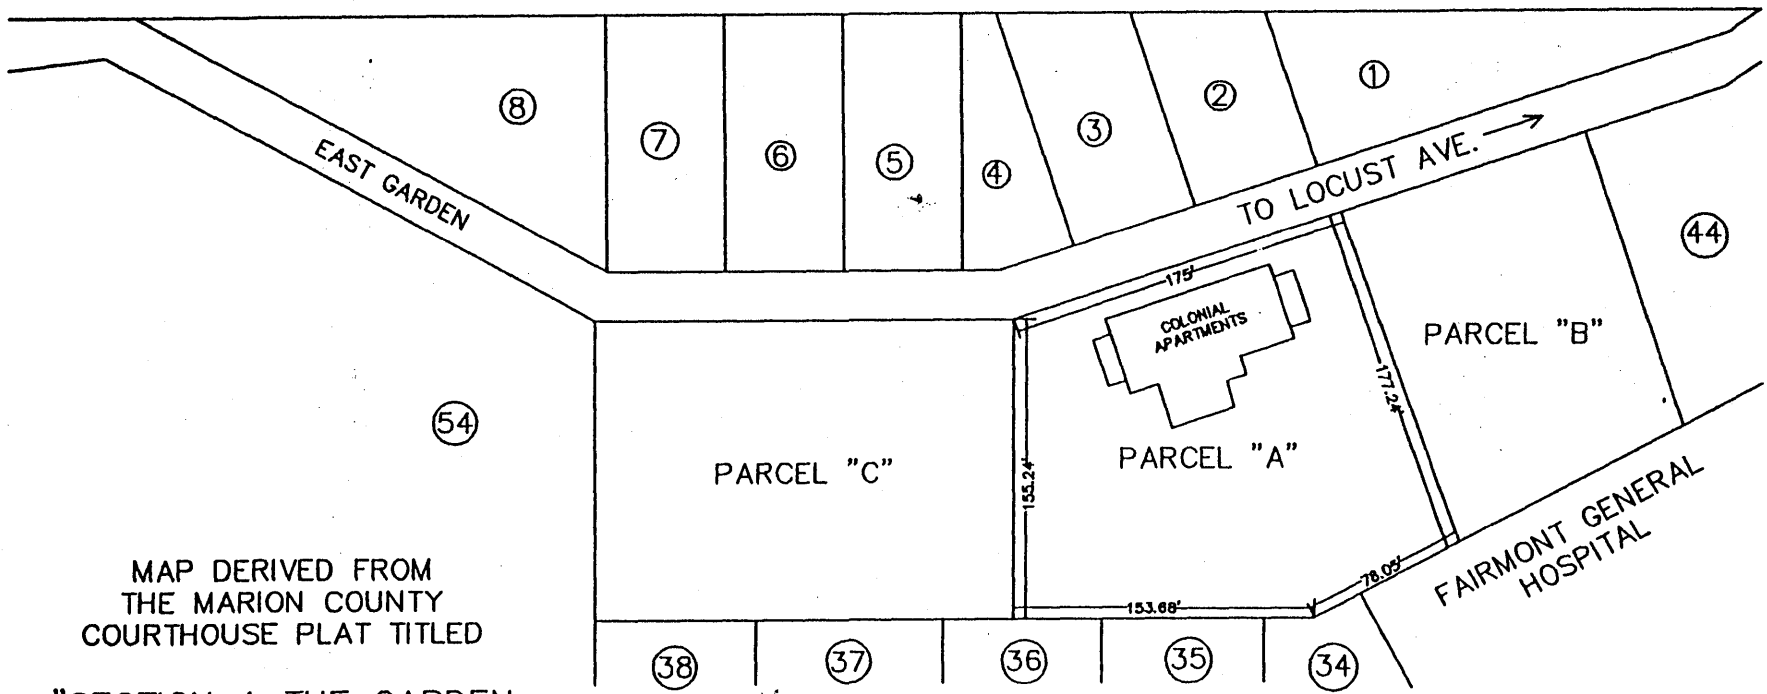 8
7
6
5
4
3
2
1
EAST GARDEN
TO LOCUST AVE.
44
175'
COLONIAL
APARTMENTS
PARCEL "B"
177.24'
54
PARCEL "C"
155.24'
PARCEL "A"
FAIRMONT GENERAL
HOSPITAL
78.05'
153.68'
MAP DERIVED FROM
THE MARION COUNTY
COURTHOUSE PLAT TITLED
38
37
36
35
34